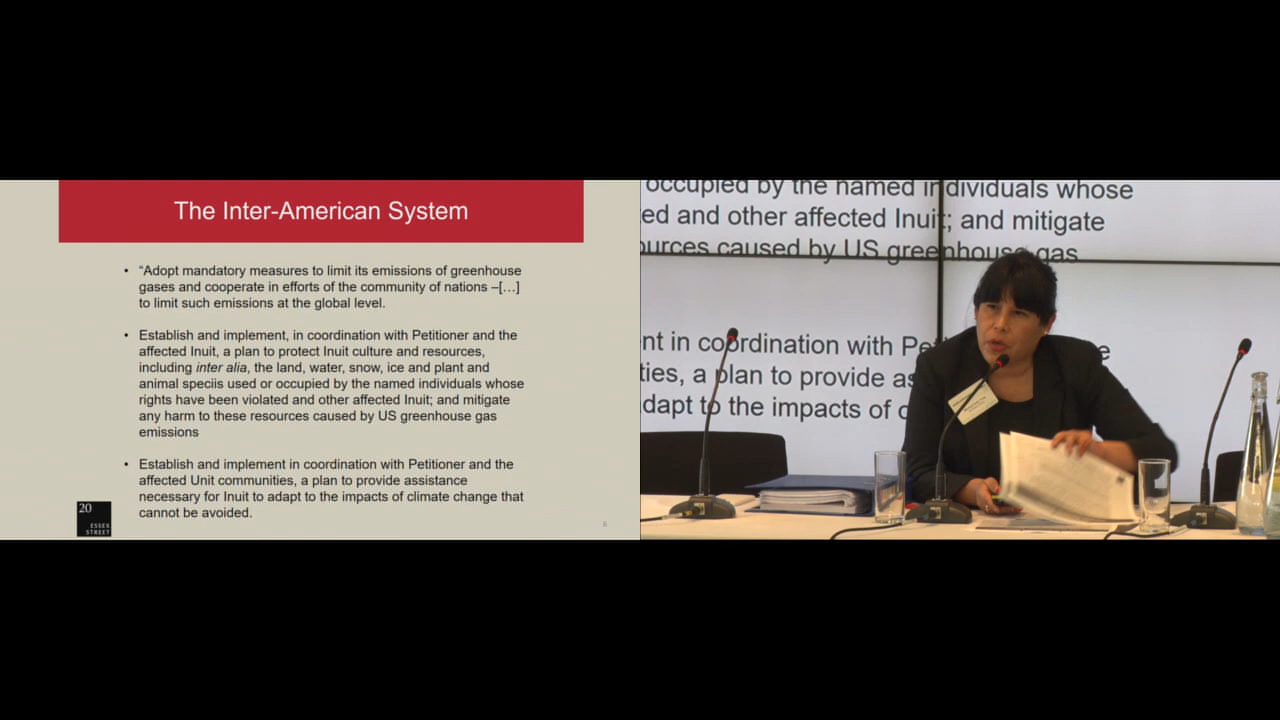 The Inter-American System
• “Adopt mandatory measures to limit its emissions of greenhouse
gases and cooperate in efforts of the community of nations –[…]
to limit such emissions at the global level.
• Establish and implement, in coordination with Petitioner and the
affected Inuit, a plan to protect Inuit culture and resources,
including inter alia, the land, water, snow, ice and plant and
animal speciis used or occupied by the named individuals whose
rights have been violated and other affected Inuit; and mitigate
any harm to these resources caused by US greenhouse gas
emissions
• Establish and implement in coordination with Petitioner and the
affected Unit communities, a plan to provide assistance
necessary for Inuit to adapt to the impacts of climate change that
cannot be avoided.
20
ESSEX
STREET
occupied by the named individuals whose
ed and other affected Inuit; and mitigate
ources caused by US greenhouse gas
nt in coordination with Pe
ties, a plan to provide as
dapt to the impacts of c